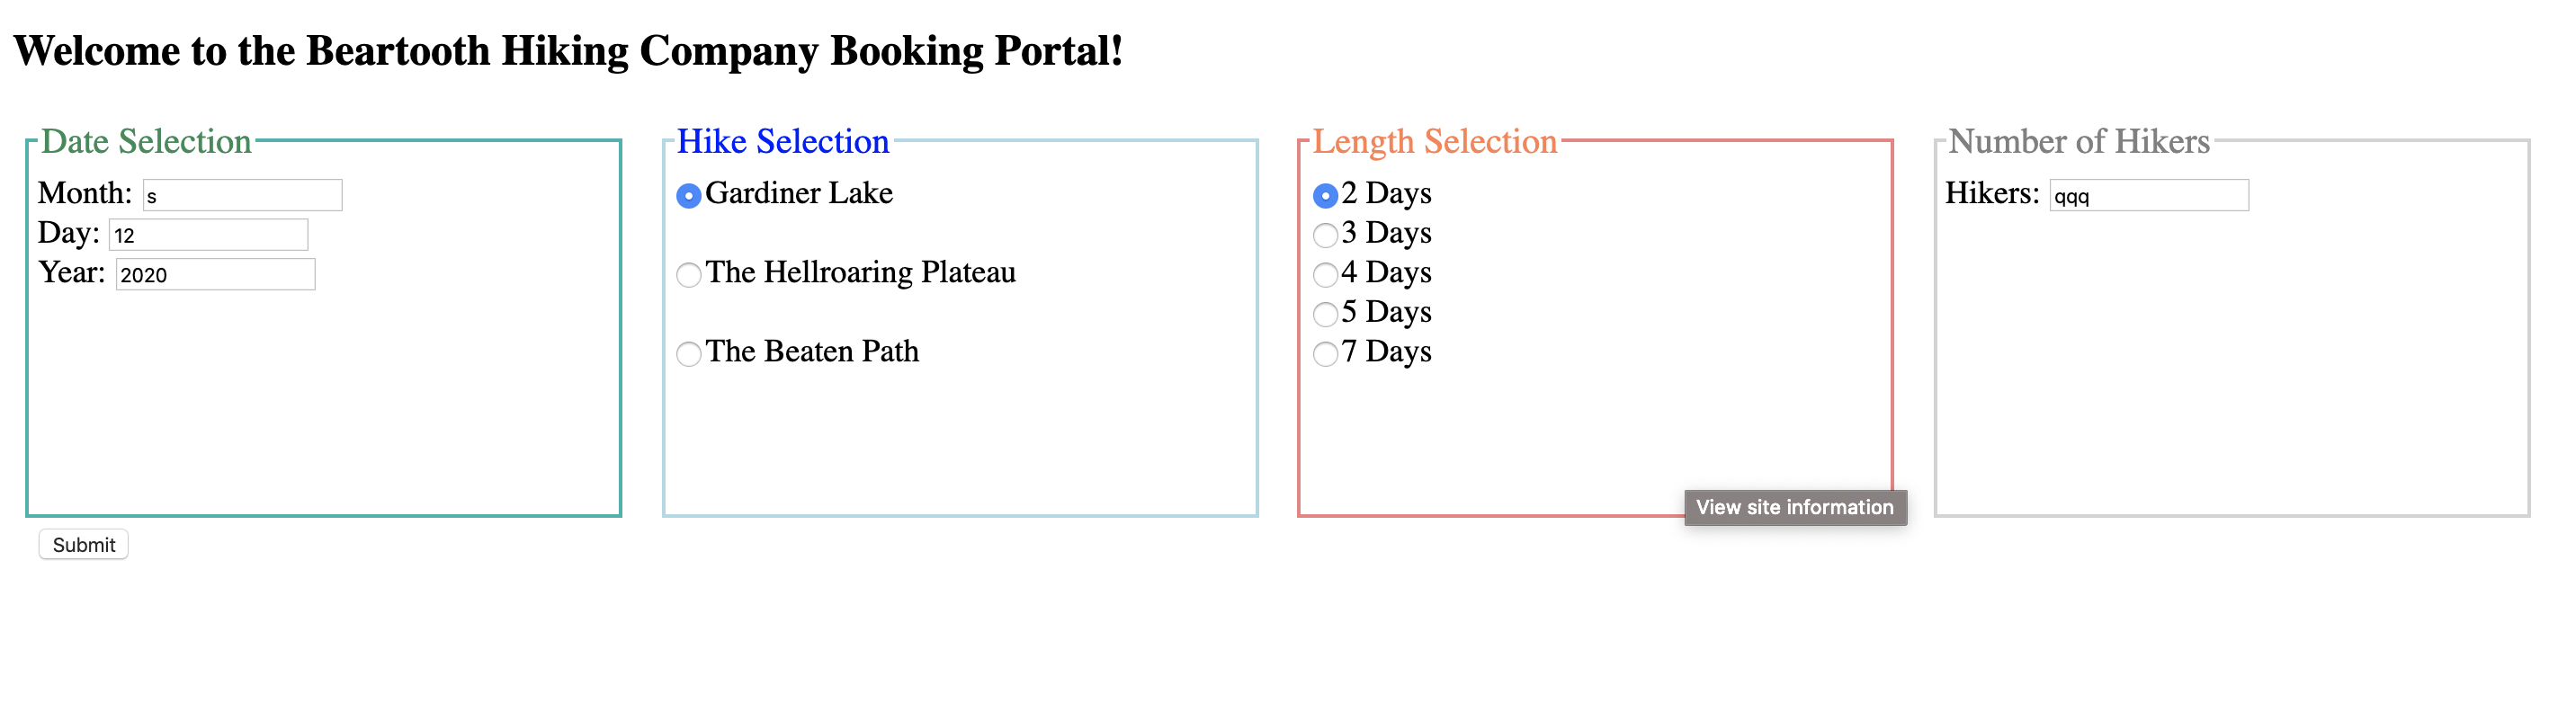 Welcome to the Beartooth Hiking Company Booking Portal!
Date Selection
Month: s
Day: 12
Year: 2020
Hike Selection
Gardiner Lake
The Hellroaring Plateau
The Beaten Path
Length Selection
2 Days
3 Days
4 Days
5 Days
7 Days
Number of Hikers
Hikers: qqq
View site information
Submit